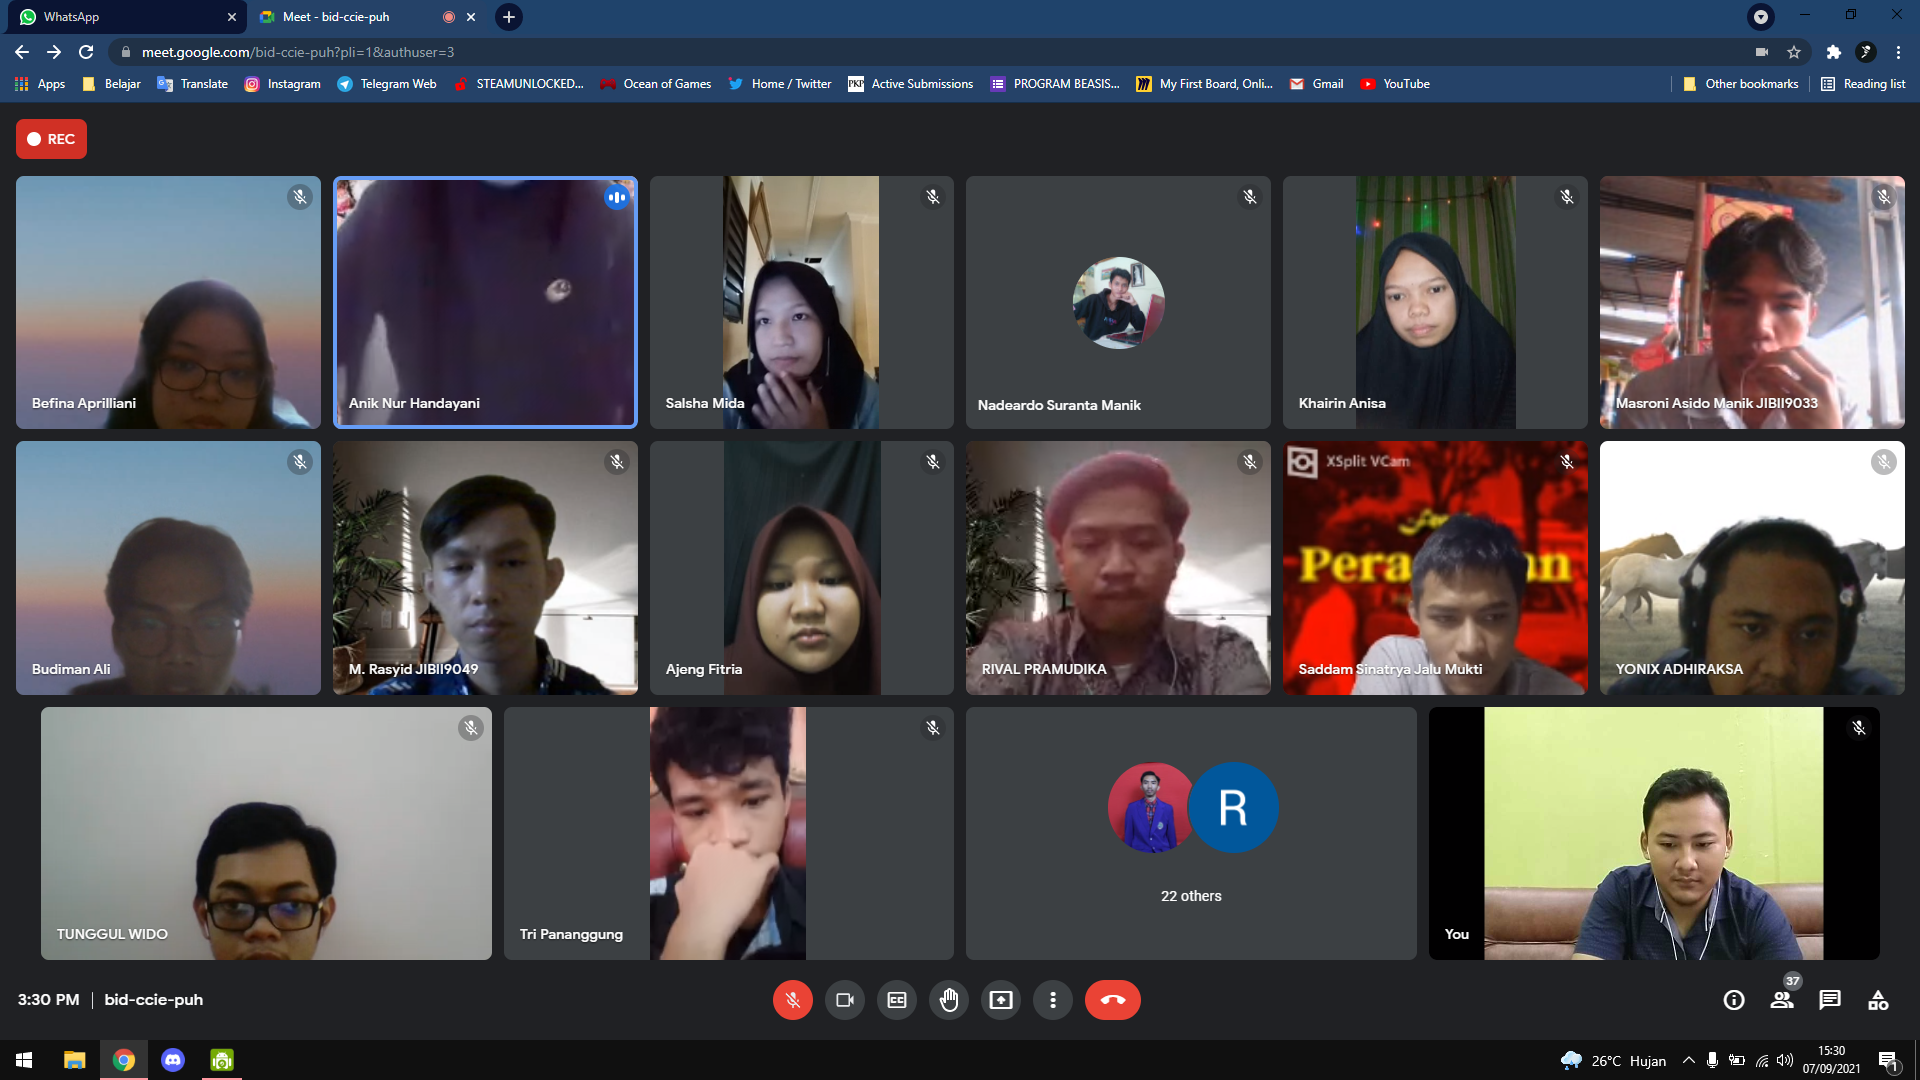 WhatsApp
Meet - bid-ccie-puh
meet.google.com/bid-ccie-puh?pli=1&authuser=3
Apps Belajar Translate Instagram Telegram Web STEAMUNLOCKED... Ocean of Games Home / Twitter PKP Active Submissions PROGRAM BEASIS... My First Board, Onli... Gmail YouTube Other bookmarks Reading list
REC
Befina Aprilliani
Anik Nur Handayani
Salsha Mida
Nadeardo Suranta Manik
Khairin Anisa
Masroni Asido Manik JIBII9033
XSplit VCam
Budiman Ali
M. Rasyid JIBII9049
Ajeng Fitria
RIVAL PRAMUDIKA
Saddam Sinatrya Jalu Mukti
YONIX ADHIRAKSA
TUNGGUL WIDO
Tri Pananggung
R
22 others
You
3:30 PM | bid-ccie-puh
37
26°C Hujan
15:30
07/09/2021
1